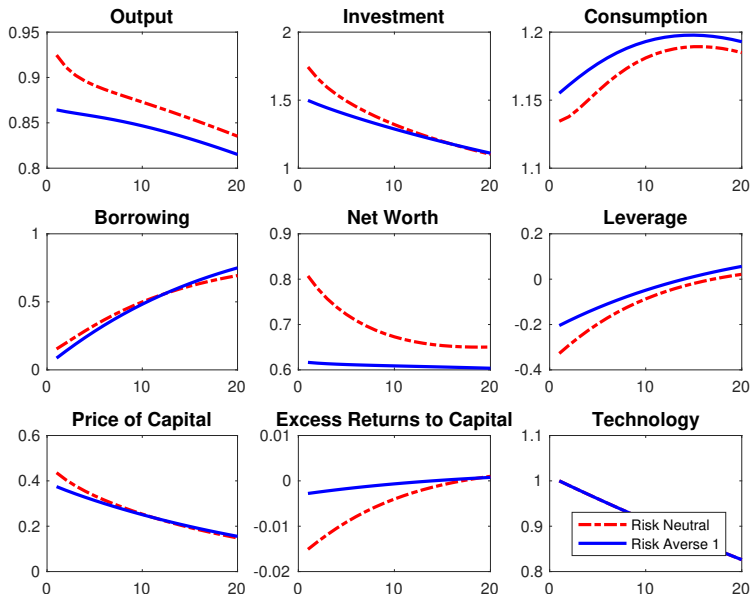 Output
0.95
0.9
0.85
0.8
0 10 20
Investment
2
1.5
1
0 10 20
Consumption
1.2
1.15
1.1
0 10 20
Borrowing
1
0.5
0
0 10 20
Net Worth
0.9
0.8
0.7
0.6
0 10 20
Leverage
0.2
0
-0.2
-0.4
0 10 20
Price of Capital
0.6
0.4
0.2
0
0 10 20
Excess Returns to Capital
0.01
0
-0.01
-0.02
0 10 20
Technology
1.1
1
0.9
0.8
0 10 20
Risk Neutral
Risk Averse 1